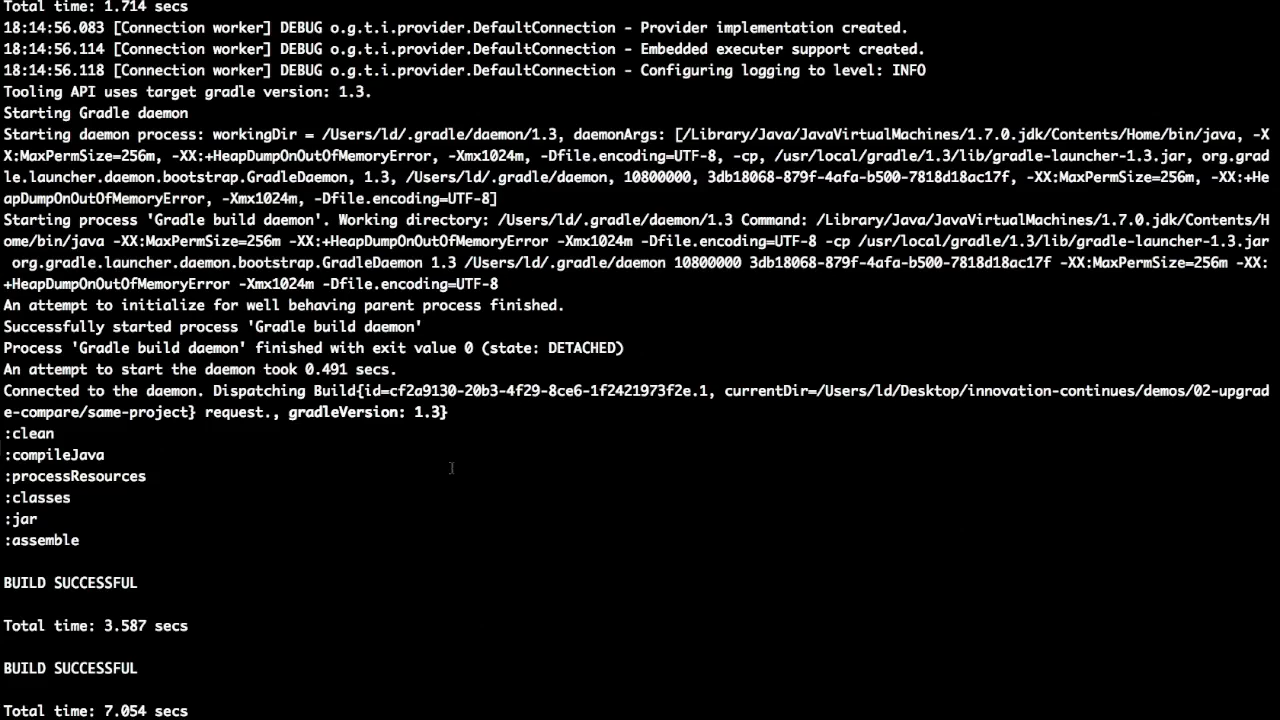 Total time: 1.714 secs
18:14:56.083 [Connection worker] DEBUG o.g.t.i.provider.DefaultConnection - Provider implementation created.
18:14:56.114 [Connection worker] DEBUG o.g.t.i.provider.DefaultConnection - Embedded executer support created.
18:14:56.118 [Connection worker] DEBUG o.g.t.i.provider.DefaultConnection - Configuring logging to level: INFO
Tooling API uses target gradle version: 1.3.
Starting Gradle daemon
Starting daemon process: workingDir = /Users/ld/.gradle/daemon/1.3, daemonArgs: [/Library/Java/JavaVirtualMachines/1.7.0.jdk/Contents/Home/bin/java, -X
X:MaxPermSize=256m, -XX:+HeapDumpOnOutOfMemoryError, -Xmx1024m, -Dfile.encoding=UTF-8, -cp, /usr/local/gradle/1.3/lib/gradle-launcher-1.3.jar, org.grad
le.launcher.daemon.bootstrap.GradleDaemon, 1.3, /Users/ld/.gradle/daemon, 10800000, 3db18068-879f-4afa-b500-7818d18ac17f, -XX:MaxPermSize=256m, -XX:+He
apDumpOnOutOfMemoryError, -Xmx1024m, -Dfile.encoding=UTF-8]
Starting process 'Gradle build daemon'. Working directory: /Users/ld/.gradle/daemon/1.3 Command: /Library/Java/JavaVirtualMachines/1.7.0.jdk/Contents/H
ome/bin/java -XX:MaxPermSize=256m -XX:+HeapDumpOnOutOfMemoryError -Xmx1024m -Dfile.encoding=UTF-8 -cp /usr/local/gradle/1.3/lib/gradle-launcher-1.3.jar
org.gradle.launcher.daemon.bootstrap.GradleDaemon 1.3 /Users/ld/.gradle/daemon 10800000 3db18068-879f-4afa-b500-7818d18ac17f -XX:MaxPermSize=256m -XX:
+HeapDumpOnOutOfMemoryError -Xmx1024m -Dfile.encoding=UTF-8
An attempt to initialize for well behaving parent process finished.
Successfully started process 'Gradle build daemon'
Process 'Gradle build daemon' finished with exit value 0 (state: DETACHED)
An attempt to start the daemon took 0.491 secs.
Connected to the daemon. Dispatching Build{id=cf2a9130-20b3-4f29-8ce6-1f2421973f2e.1, currentDir=/Users/ld/Desktop/innovation-continues/demos/02-upgrad
e-compare/same-project} request., gradleVersion: 1.3}
:clean
:compileJava
:processResources
:classes
:jar
:assemble
BUILD SUCCESSFUL
Total time: 3.587 secs
BUILD SUCCESSFUL
Total time: 7.054 secs